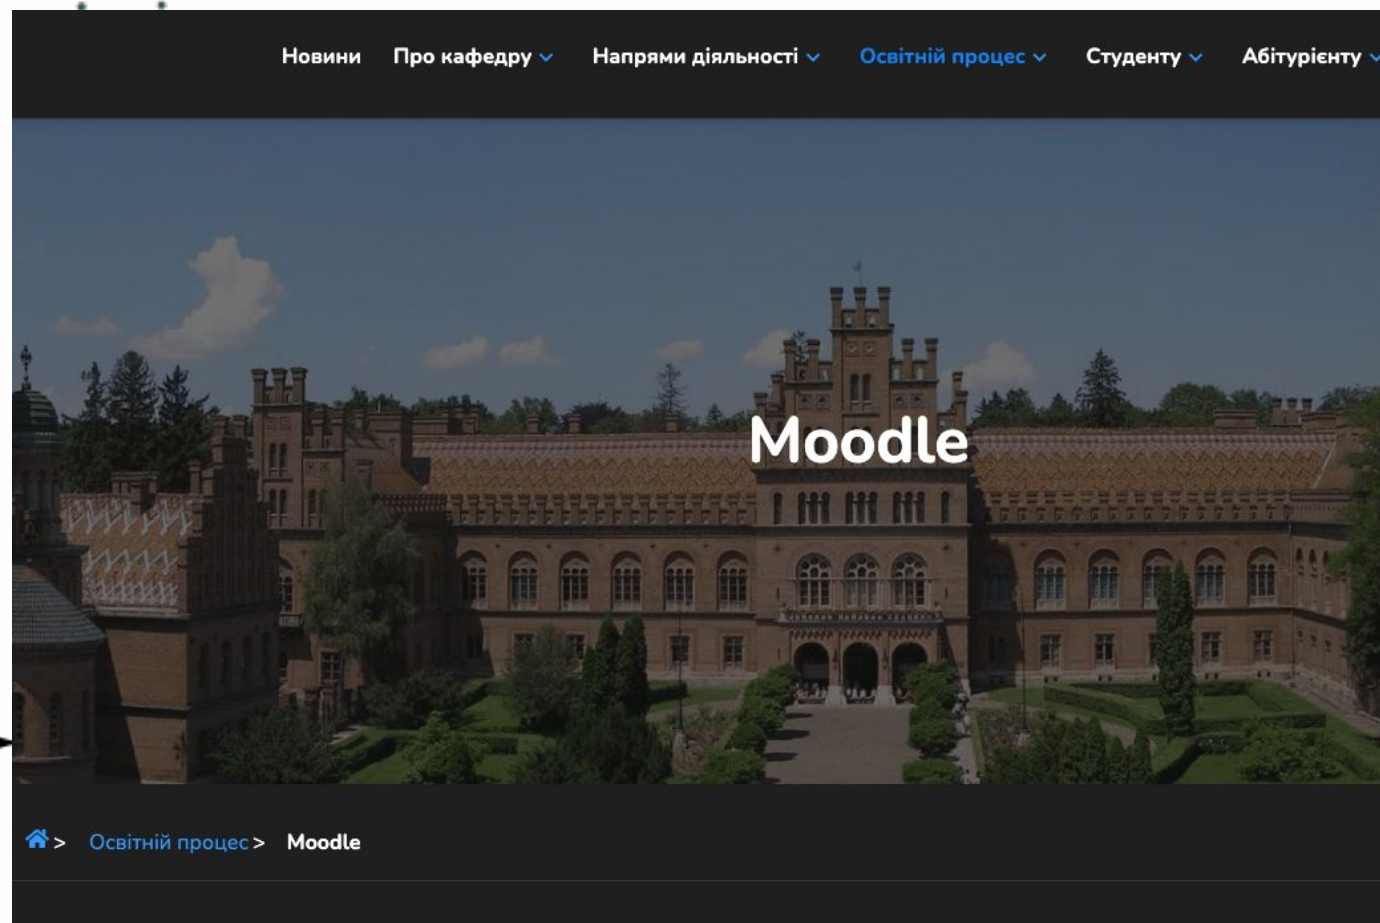 Новини Про кафедру Напрями діяльності Освітній процес Студенту Абітурієнту
Moodle
> Освітній процес > Moodle